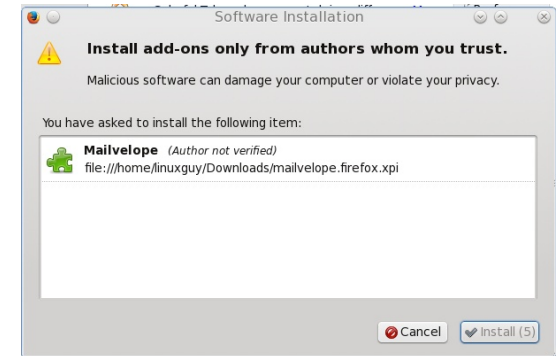 Software Installation
Install add-ons only from authors whom you trust.
Malicious software can damage your computer or violate your privacy.
You have asked to install the following item:
Mailvelope (Author not verified)
file:///home/linuxguy/Downloads/mailvelope.firefox.xpi
Cancel
Install (5)